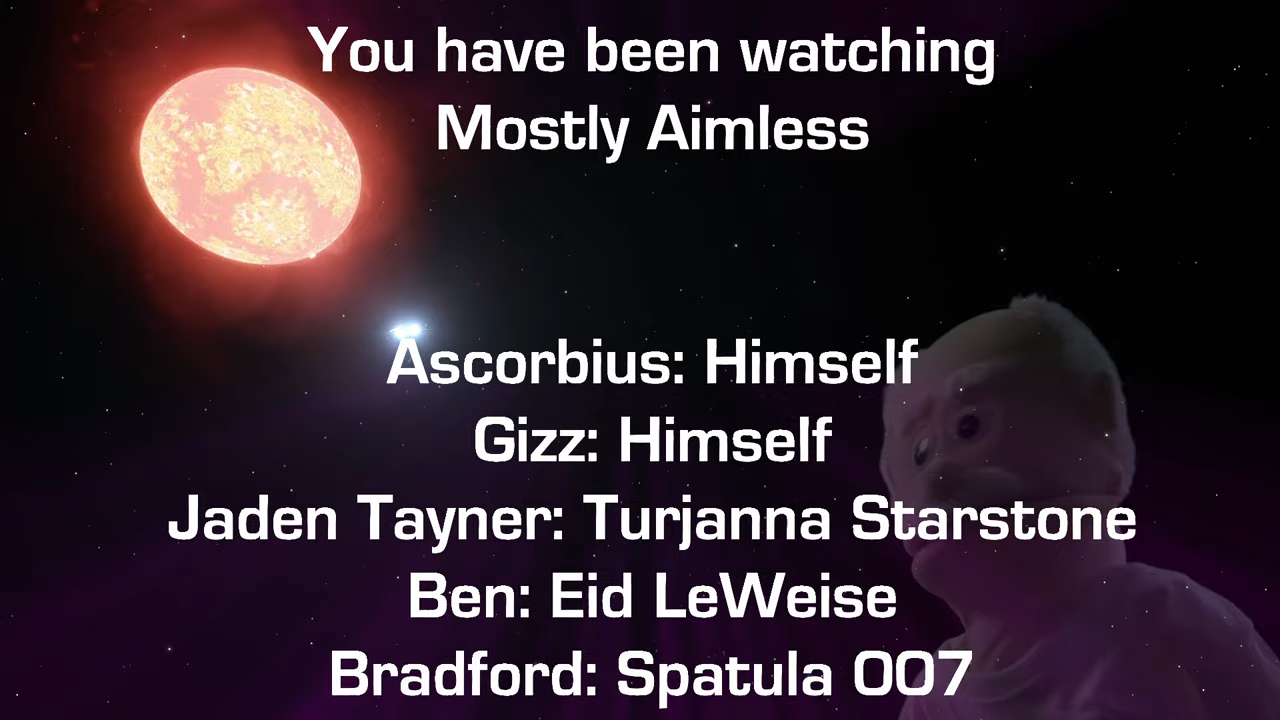 You have been watching
Mostly Aimless
Ascorbius: Himself
Gizz: Himself
Jaden Tayner: Turjanna Starstone
Ben: Eid LeWeise
Bradford: Spatula 007